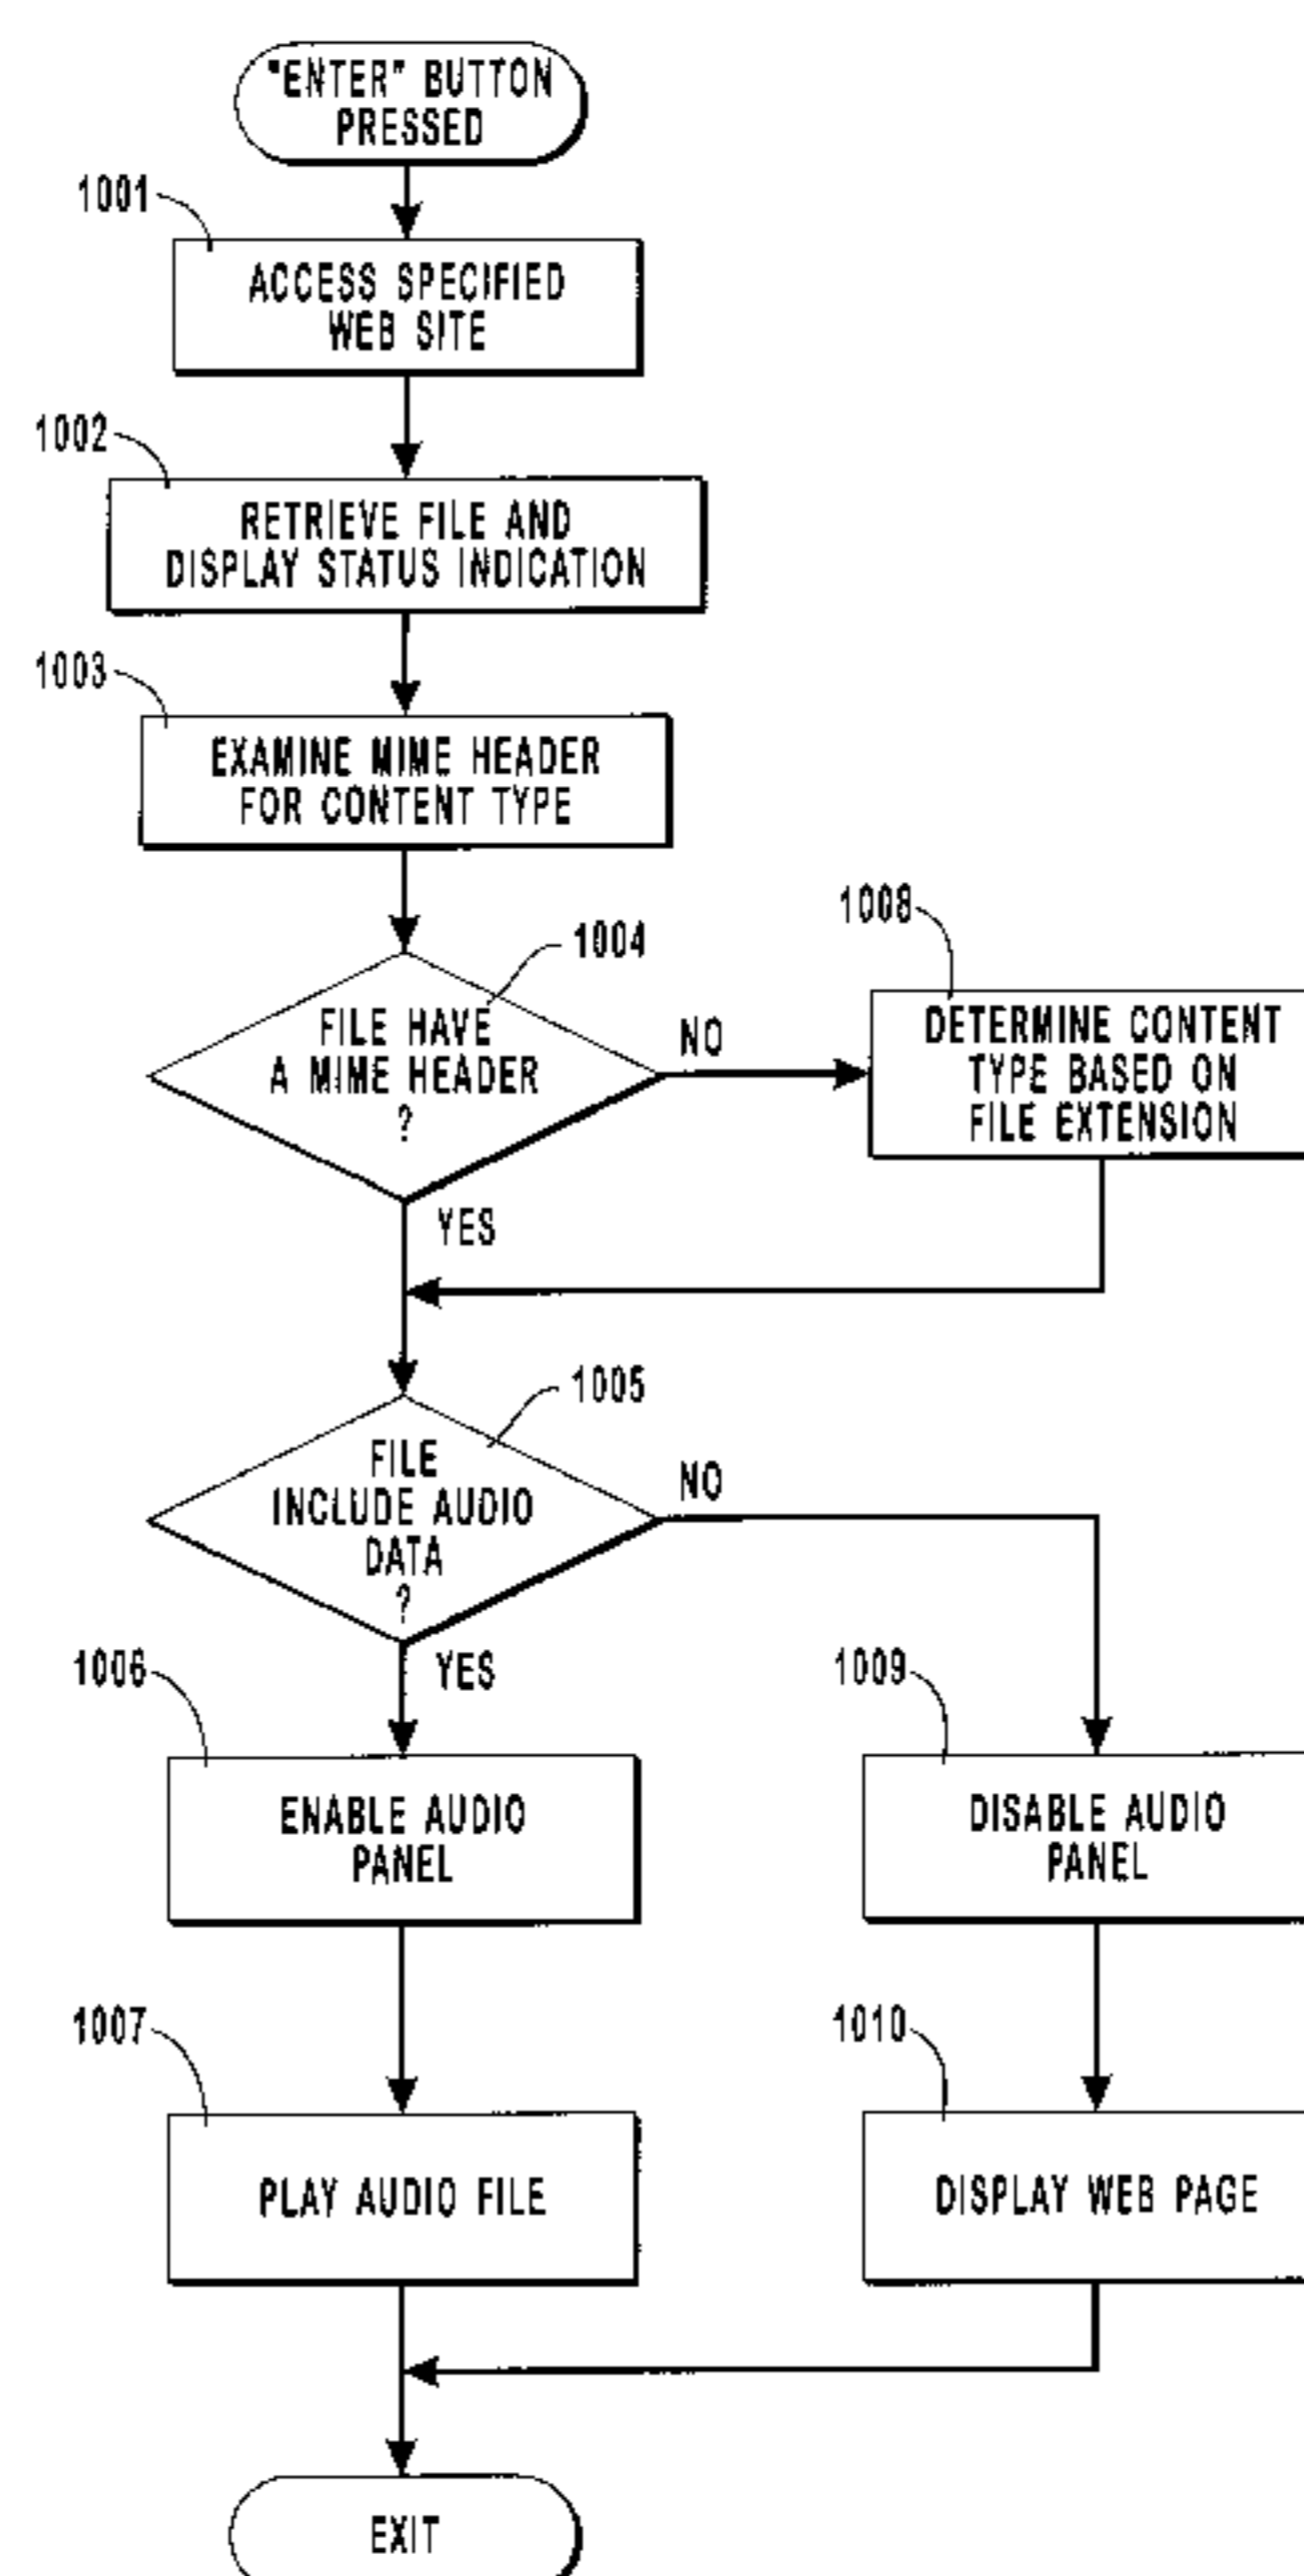 "ENTER" BUTTON
PRESSED
1001
ACCESS SPECIFIED
WEB SITE
1002
RETRIEVE FILE AND
DISPLAY STATUS INDICATION
1003
EXAMINE MIME HEADER
FOR CONTENT TYPE
1004
FILE HAVE
A MIME HEADER
?
NO
YES
1008
DETERMINE CONTENT
TYPE BASED ON
FILE EXTENSION
1005
FILE
INCLUDE AUDIO
DATA
?
NO
YES
1006
ENABLE AUDIO
PANEL
1009
DISABLE AUDIO
PANEL
1007
PLAY AUDIO FILE
1010
DISPLAY WEB PAGE
EXIT